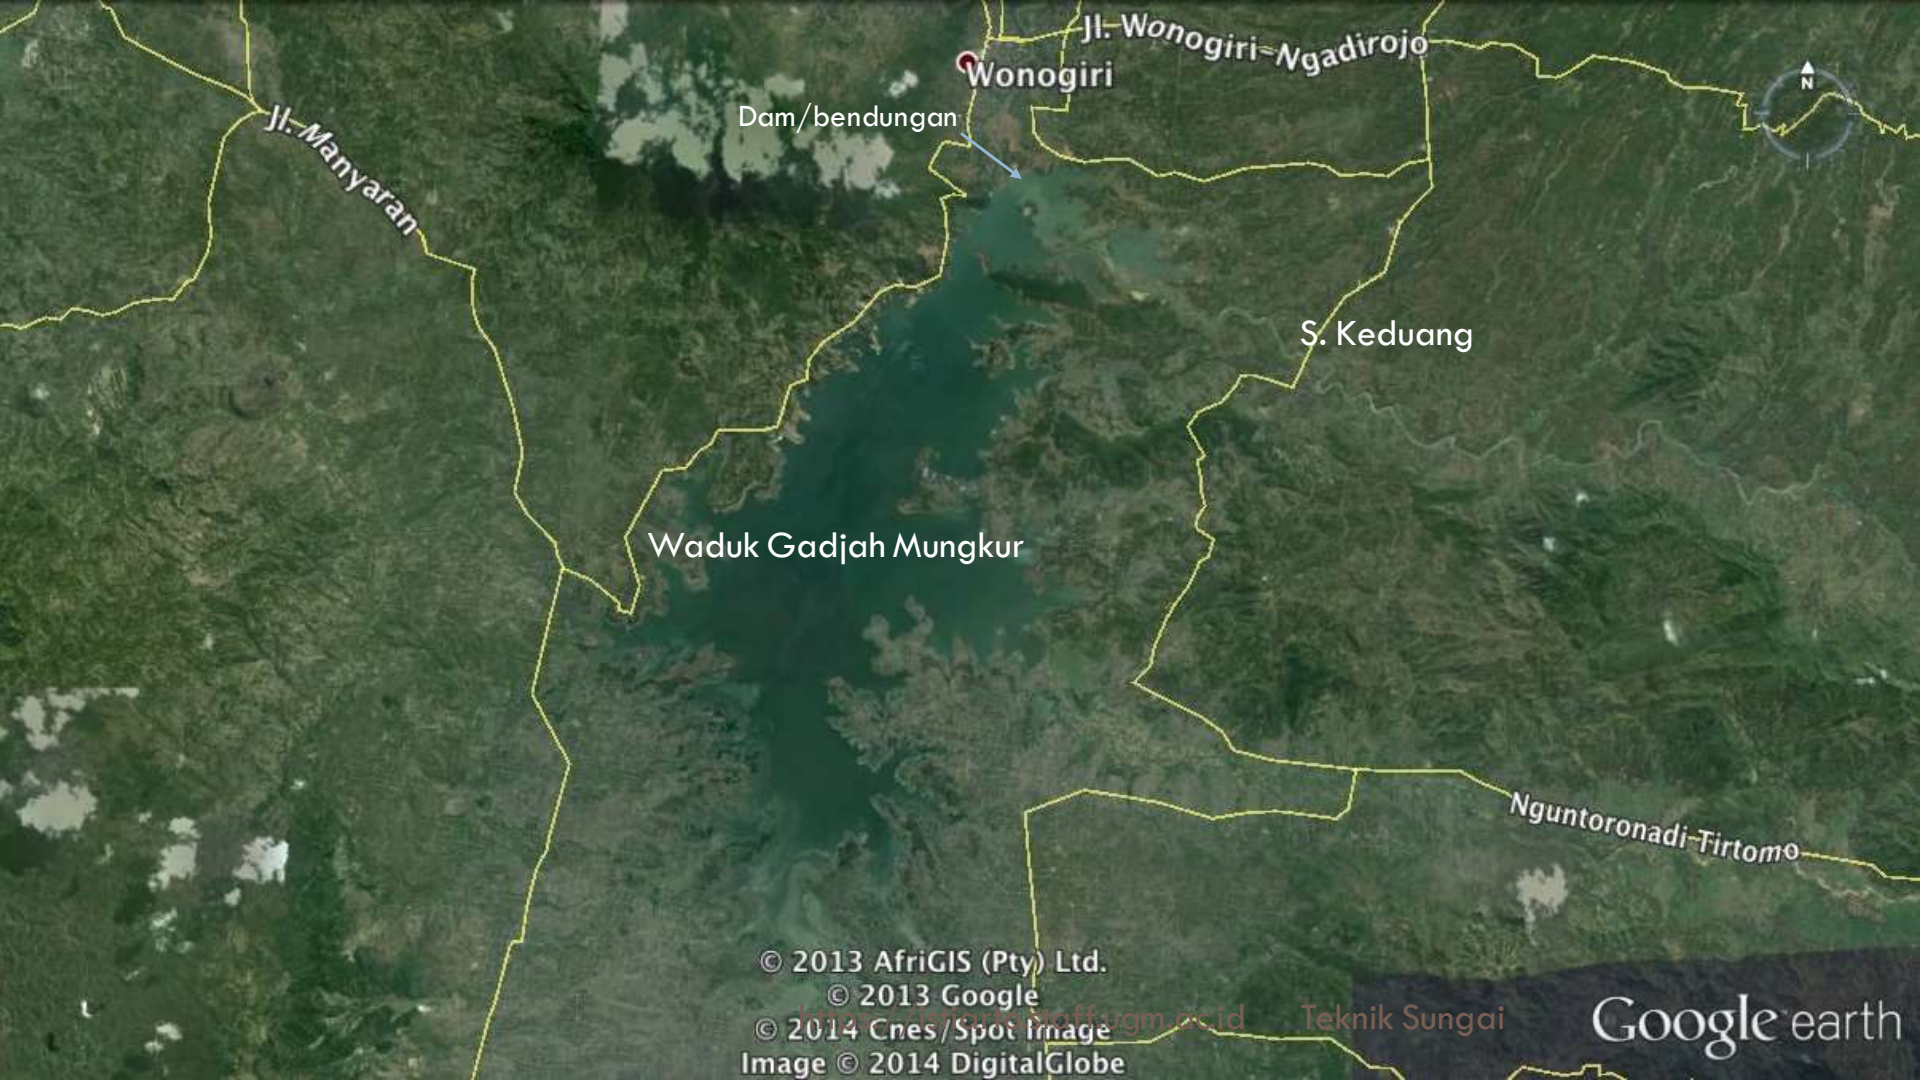 Jl. Wonogiri-Ngadirojo
Wonogiri
N
Dam/bendungan
Jl. Manyaran
S. Keduang
Waduk Gadjah Mungkur
Nguntoronadi-Tirtomo
© 2013 AfriGIS (Pty) Ltd.
© 2013 Google
Teknik Sungai
© 2014 Cnes/Spot Image
Image © 2014 DigitalGlobe
Google earth